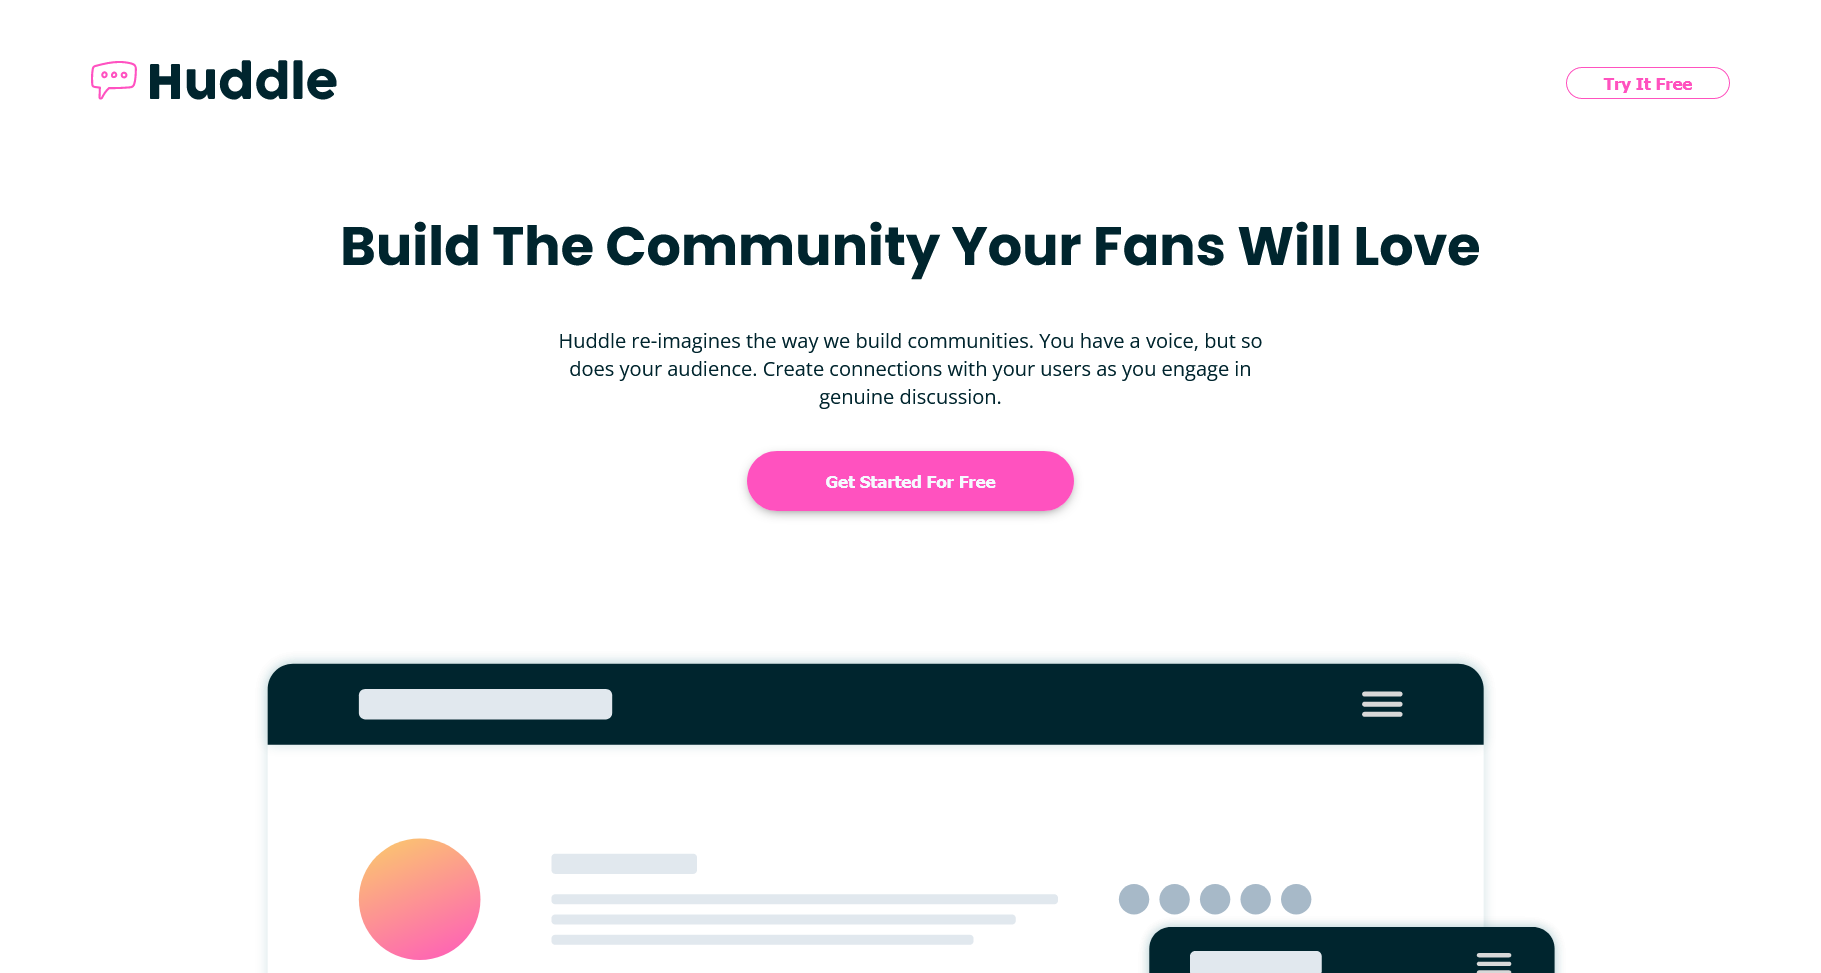 Huddle
Try It Free
Build The Community Your Fans Will Love
Huddle re-imagines the way we build communities. You have a voice, but so
does your audience. Create connections with your users as you engage in
genuine discussion.
Get Started For Free